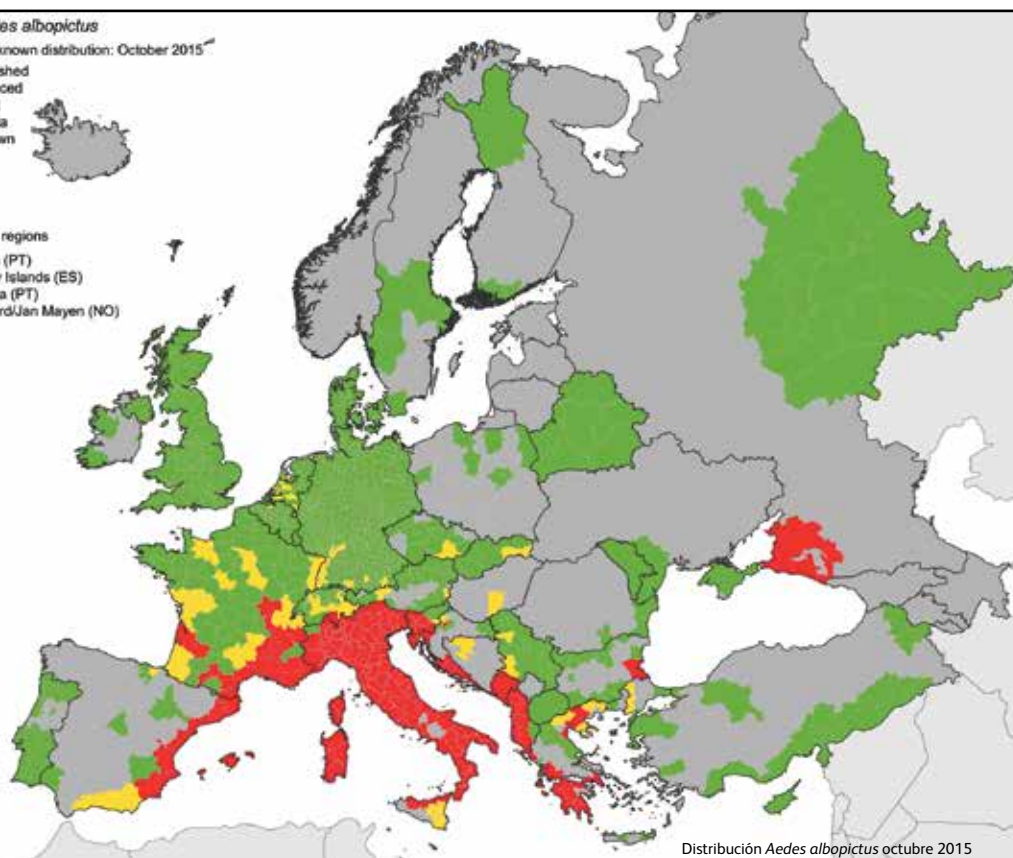 es albopictus
known distribution: October 2015
shed
ced
a
wn
regions
(PT)
Islands (ES)
a (PT)
rd/Jan Mayen (NO)
Distribución Aedes albopictus octubre 2015